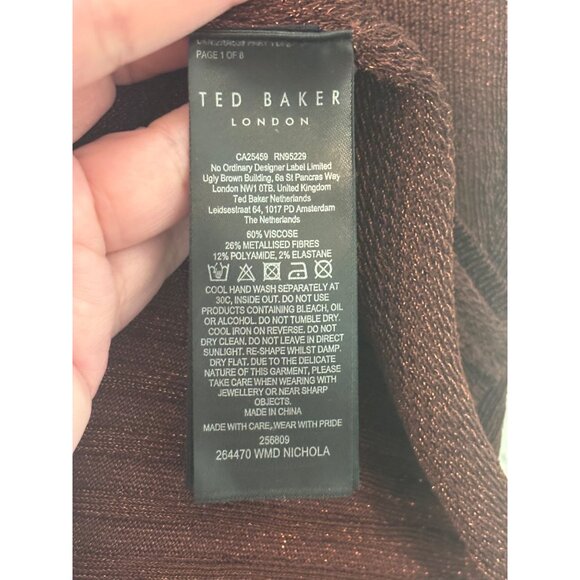 PAGE 1 OF 8
TED BAKER
LONDON
CA25459 RN95229
No Ordinary Designer Label Limited
Ugly Brown Building, 6a St Pancras Way
London NW1 0TB. United Kingdom
Ted Baker Netherlands
Leidsestraat 64, 1017 PD Amsterdam
The Netherlands
60% VISCOSE
26% METALLISED FIBRES
12% POLYAMIDE, 2% ELASTANE
COOL HAND WASH SEPARATELY AT
30C, INSIDE OUT. DO NOT USE
PRODUCTS CONTAINING BLEACH, OIL
OR ALCOHOL. DO NOT TUMBLE DRY.
COOL IRON ON REVERSE. DO NOT
DRY CLEAN. DO NOT LEAVE IN DIRECT
SUNLIGHT. RE-SHAPE WHILST DAMP.
DRY FLAT. DUE TO THE DELICATE
NATURE OF THIS GARMENT, PLEASE
TAKE CARE WHEN WEARING WITH
JEWELLERY OR NEAR SHARP
OBJECTS.
MADE IN CHINA
MADE WITH CARE,WEAR WITH PRIDE
256809
264470 WMD NICHOLA